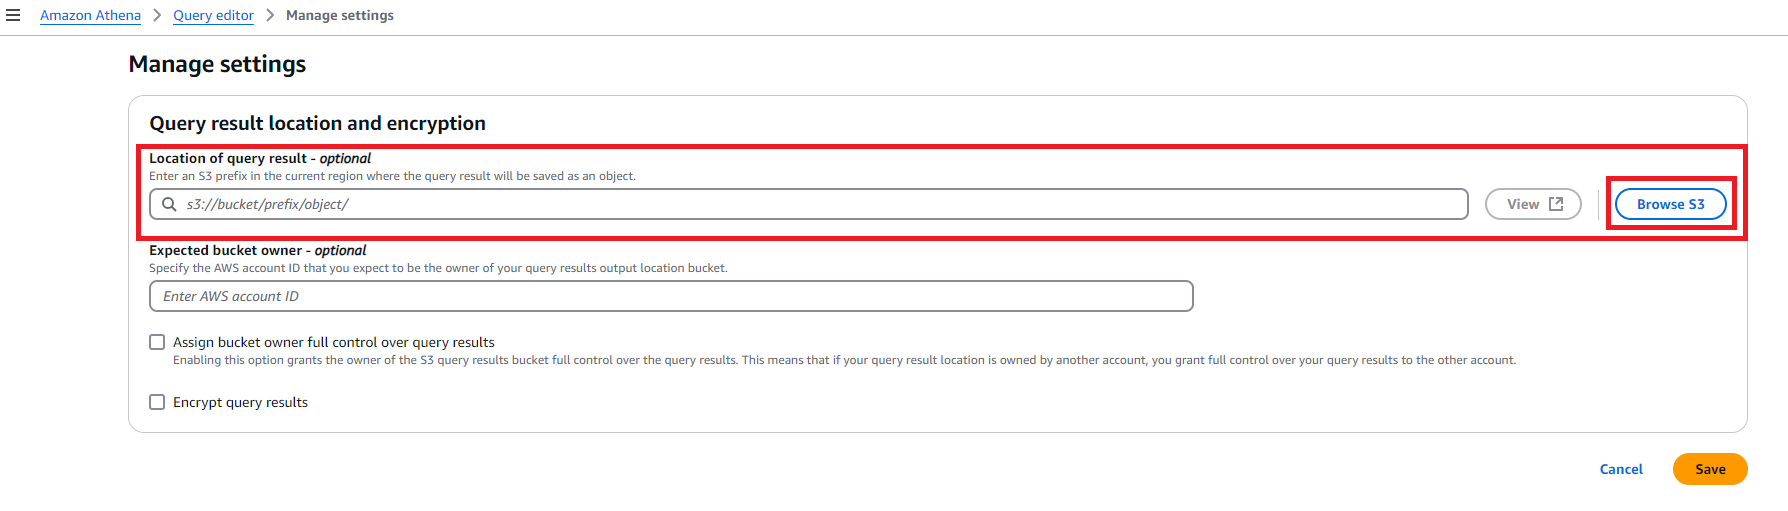 Amazon Athena > Query editor > Manage settings
Manage settings
Query result location and encryption
Location of query result - optional
Enter an S3 prefix in the current region where the query result will be saved as an object.
s3://bucket/prefix/object/ View Browse S3
Expected bucket owner - optional
Specify the AWS account ID that you expect to be the owner of your query results output location bucket.
Enter AWS account ID
Assign bucket owner full control over query results
Enabling this option grants the owner of the S3 query results bucket full control over the query results. This means that if your query result location is owned by another account, you grant full control over your query results to the other account.
Encrypt query results
Cancel Save